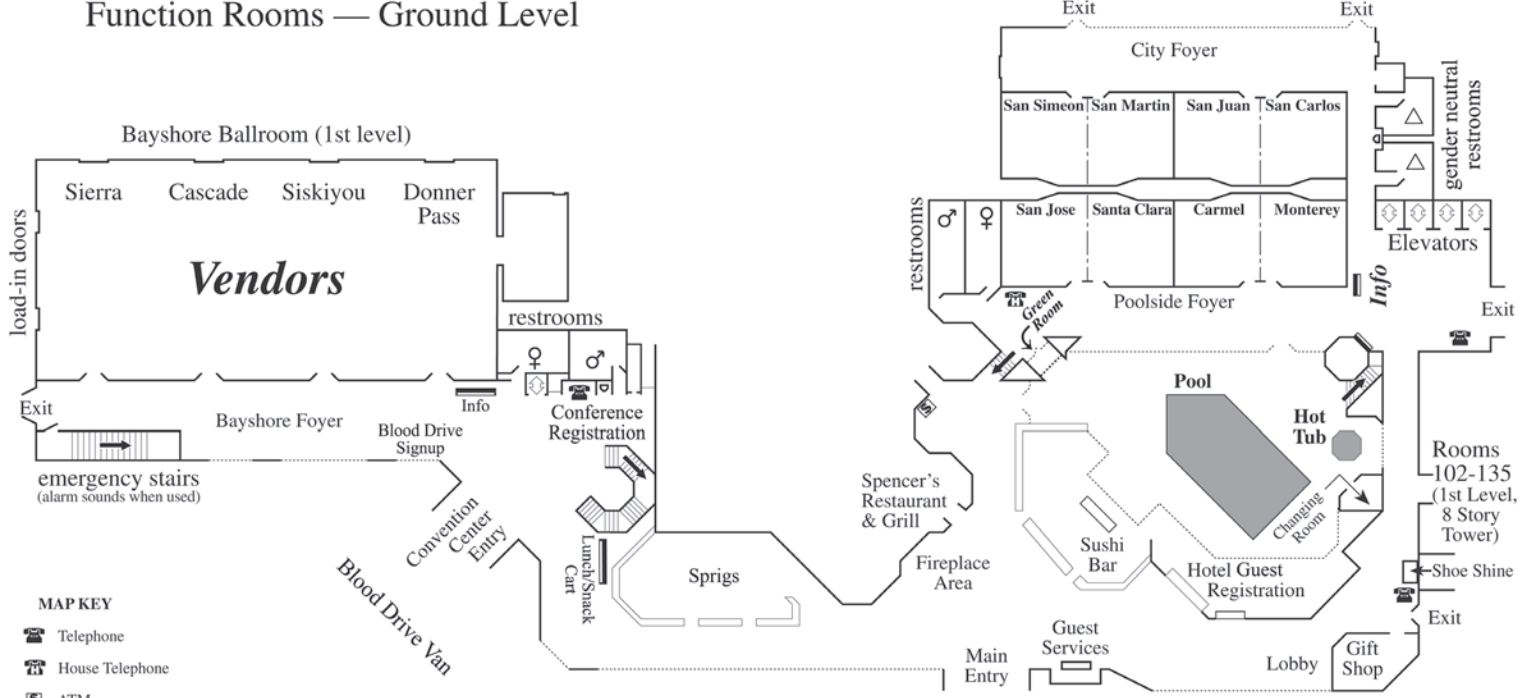 Function Rooms — Ground Level
Exit
Exit
City Foyer
San Simeon
San Martin
San Juan
San Carlos
gender neutral
restrooms
Bayshore Ballroom (1st level)
Sierra
Cascade
Siskiyou
Donner
Pass
load-in doors
Vendors
restrooms
restrooms
San Jose
Santa Clara
Carmel
Monterey
Elevators
Info
Poolside Foyer
Green
Room
Exit
Exit
Info
Bayshore Foyer
Conference
Registration
Blood Drive
Signup
emergency stairs
(alarm sounds when used)
Pool
Hot
Tub
Changing
Room
Rooms
102-135
(1st Level,
8 Story
Tower)
Spencer's
Restaurant
& Grill
Convention
Center
Entry
Lunch/Snack
Cart
Sprigs
Fireplace
Area
Sushi
Bar
Hotel Guest
Registration
Shoe Shine
Exit
Blood Drive Van
Guest
Services
Main
Entry
Lobby
Gift
Shop
MAP KEY
Telephone
House Telephone
ATM